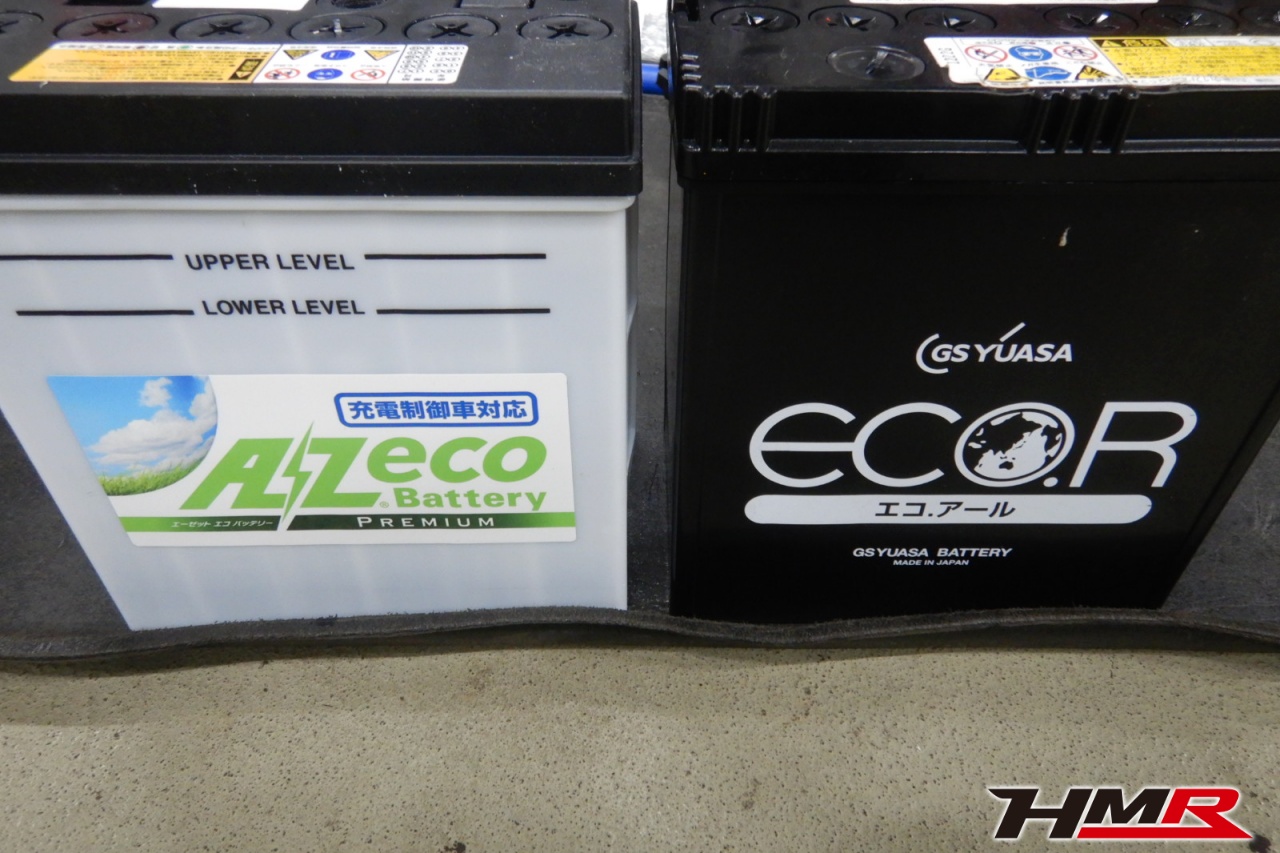 UPPER LEVEL
LOWER LEVEL
充電制御車対応
AZeco
Battery
エーゼット エコ バッテリー
PREMIUM
GS YUASA
ECO.R
エコ.アール
GSYUASA BATTERY
MADE IN JAPAN
HMR